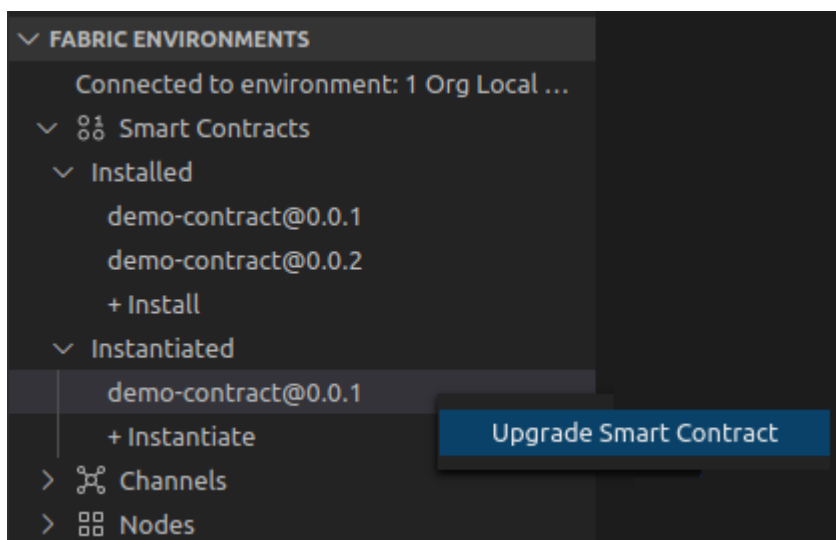 FABRIC ENVIRONMENTS
Connected to environment: 1 Org Local ...
Smart Contracts
Installed
demo-contract@0.0.1
demo-contract@0.0.2
+ Install
Instantiated
demo-contract@0.0.1
Upgrade Smart Contract
+ Instantiate
Channels
Nodes